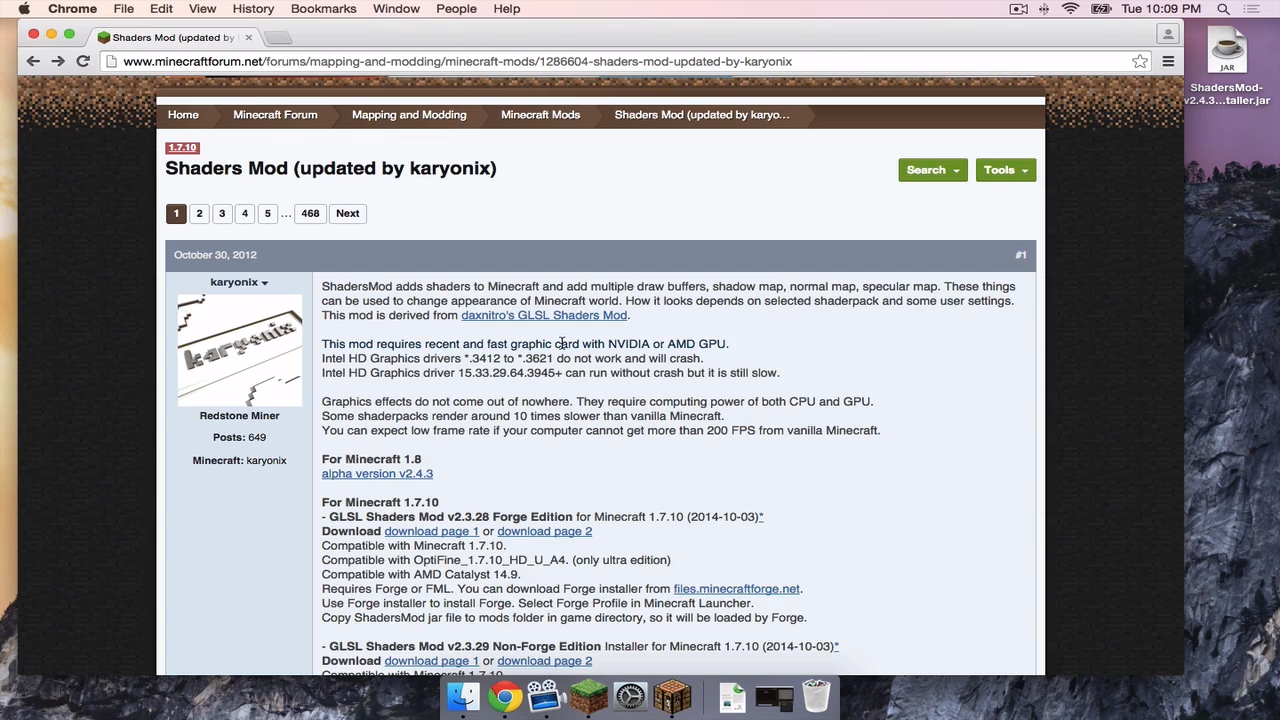 Chrome File Edit View History Bookmarks Window People Help Tue 10:09 PM
Shaders Mod (updated by
www.minecraftforum.net/forums/mapping-and-modding/minecraft-mods/1286604-shaders-mod-updated-by-karyonix
JAR
ShadersMod-
v2.4.3...taller.jar
Home Minecraft Forum Mapping and Modding Minecraft Mods Shaders Mod (updated by karyo...
1.7.10
Shaders Mod (updated by karyonix)
Search Tools
1 2 3 4 5 ... 468 Next
October 30, 2012 #1
karyonix
karyonix
Redstone Miner
Posts: 649
Minecraft: karyonix
ShadersMod adds shaders to Minecraft and add multiple draw buffers, shadow map, normal map, specular map. These things
can be used to change appearance of Minecraft world. How it looks depends on selected shaderpack and some user settings.
This mod is derived from daxnitro's GLSL Shaders Mod.
This mod requires recent and fast graphic card with NVIDIA or AMD GPU.
Intel HD Graphics drivers *.3412 to *.3621 do not work and will crash.
Intel HD Graphics driver 15.33.29.64.3945+ can run without crash but it is still slow.
Graphics effects do not come out of nowhere. They require computing power of both CPU and GPU.
Some shaderpacks render around 10 times slower than vanilla Minecraft.
You can expect low frame rate if your computer cannot get more than 200 FPS from vanilla Minecraft.
For Minecraft 1.8
alpha version v2.4.3
For Minecraft 1.7.10
- GLSL Shaders Mod v2.3.28 Forge Edition for Minecraft 1.7.10 (2014-10-03)*
Download download page 1 or download page 2
Compatible with Minecraft 1.7.10.
Compatible with OptiFine_1.7.10_HD_U_A4. (only ultra edition)
Compatible with AMD Catalyst 14.9.
Requires Forge or FML. You can download Forge installer from files.minecraftforge.net.
Use Forge installer to install Forge. Select Forge Profile in Minecraft Launcher.
Copy ShadersMod jar file to mods folder in game directory, so it will be loaded by Forge.
- GLSL Shaders Mod v2.3.29 Non-Forge Edition Installer for Minecraft 1.7.10 (2014-10-03)*
Download download page 1 or download page 2
Compatible with Minecraft 1.7.10